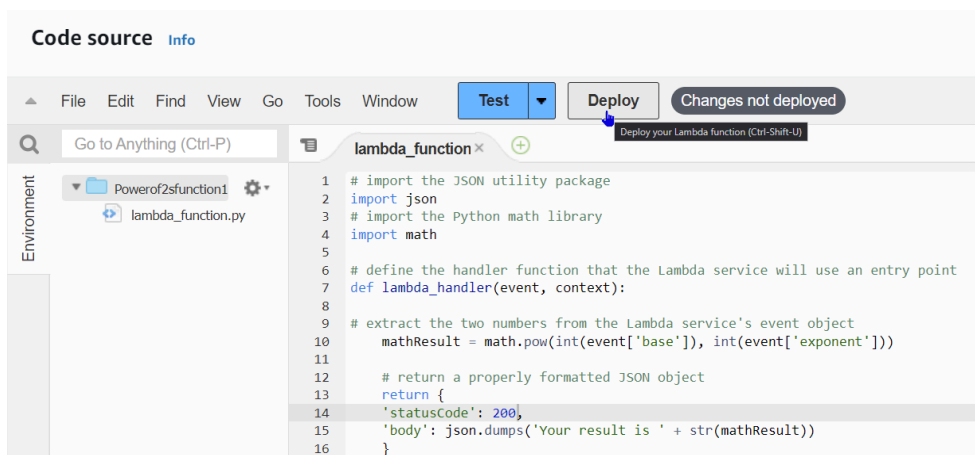 Code source Info
File Edit Find View Go Tools Window Test Deploy Changes not deployed
Deploy your Lambda function (Ctrl-Shift-U)
Go to Anything (Ctrl-P)
lambda_function
Environment
Powerof2sfunction1
lambda_function.py
1 # import the JSON utility package
2 import json
3 # import the Python math library
4 import math
5
6 # define the handler function that the Lambda service will use an entry point
7 def lambda_handler(event, context):
8
9 # extract the two numbers from the Lambda service's event object
10     mathResult = math.pow(int(event['base']), int(event['exponent']))
11
12     # return a properly formatted JSON object
13     return {
14     'statusCode': 200,
15     'body': json.dumps('Your result is ' + str(mathResult))
16     }